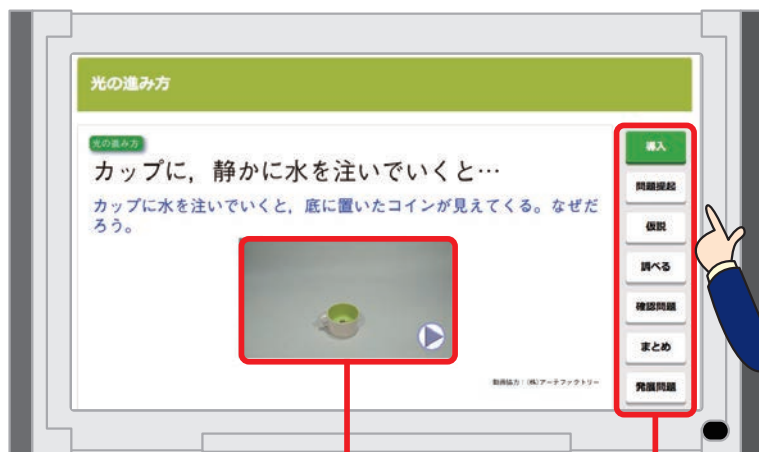 光の進み方
光の進み方
カップに，静かに水を注いでいくと…
カップに水を注いでいくと，底に置いたコインが見えてくる。なぜだ
ろう。
動画協力：(株)アーテファクトリー
導入
問題提起
仮説
調べる
確認問題
まとめ
発展問題